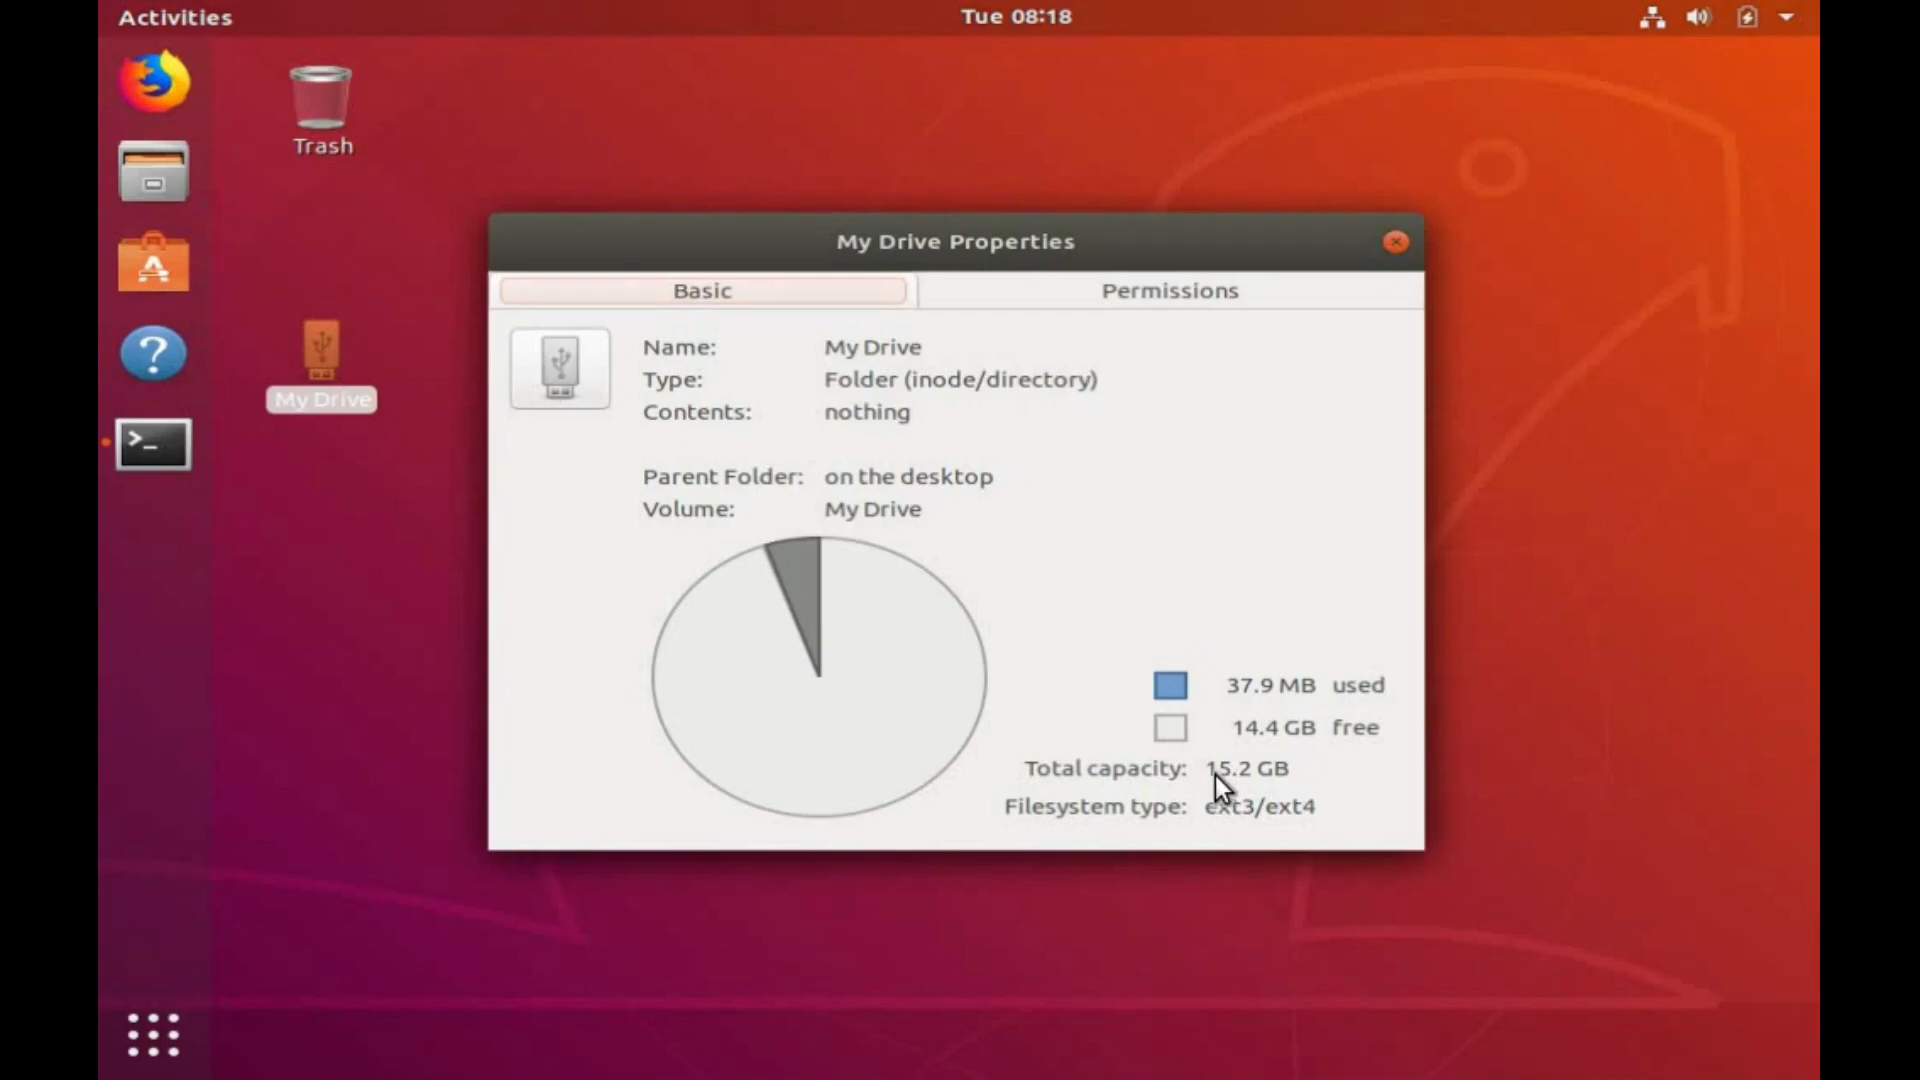 Activities
Tue 08:18
Trash
My Drive
My Drive Properties
Basic
Permissions
Name: My Drive
Type: Folder (inode/directory)
Contents: nothing
Parent Folder: on the desktop
Volume: My Drive
37.9 MB used
14.4 GB free
Total capacity: 15.2 GB
Filesystem type: ext3/ext4